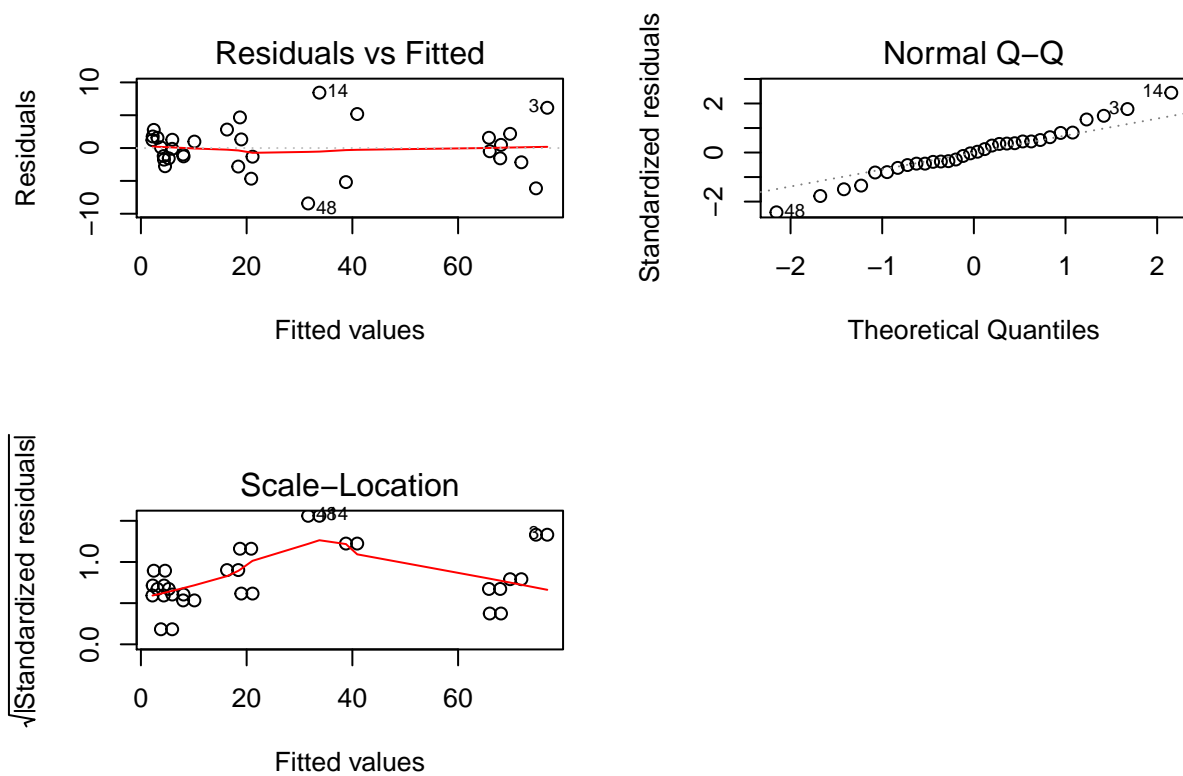 Residuals vs Fitted
Residuals
10
0
−10
14
3
48
0 20 40 60
Fitted values
Normal Q−Q
Standardized residuals
2
0
−2
14
3
48
−2 −1 0 1 2
Theoretical Quantiles
Scale−Location
√|Standardized residuals|
1.0
0.0
0 20 40 60
Fitted values